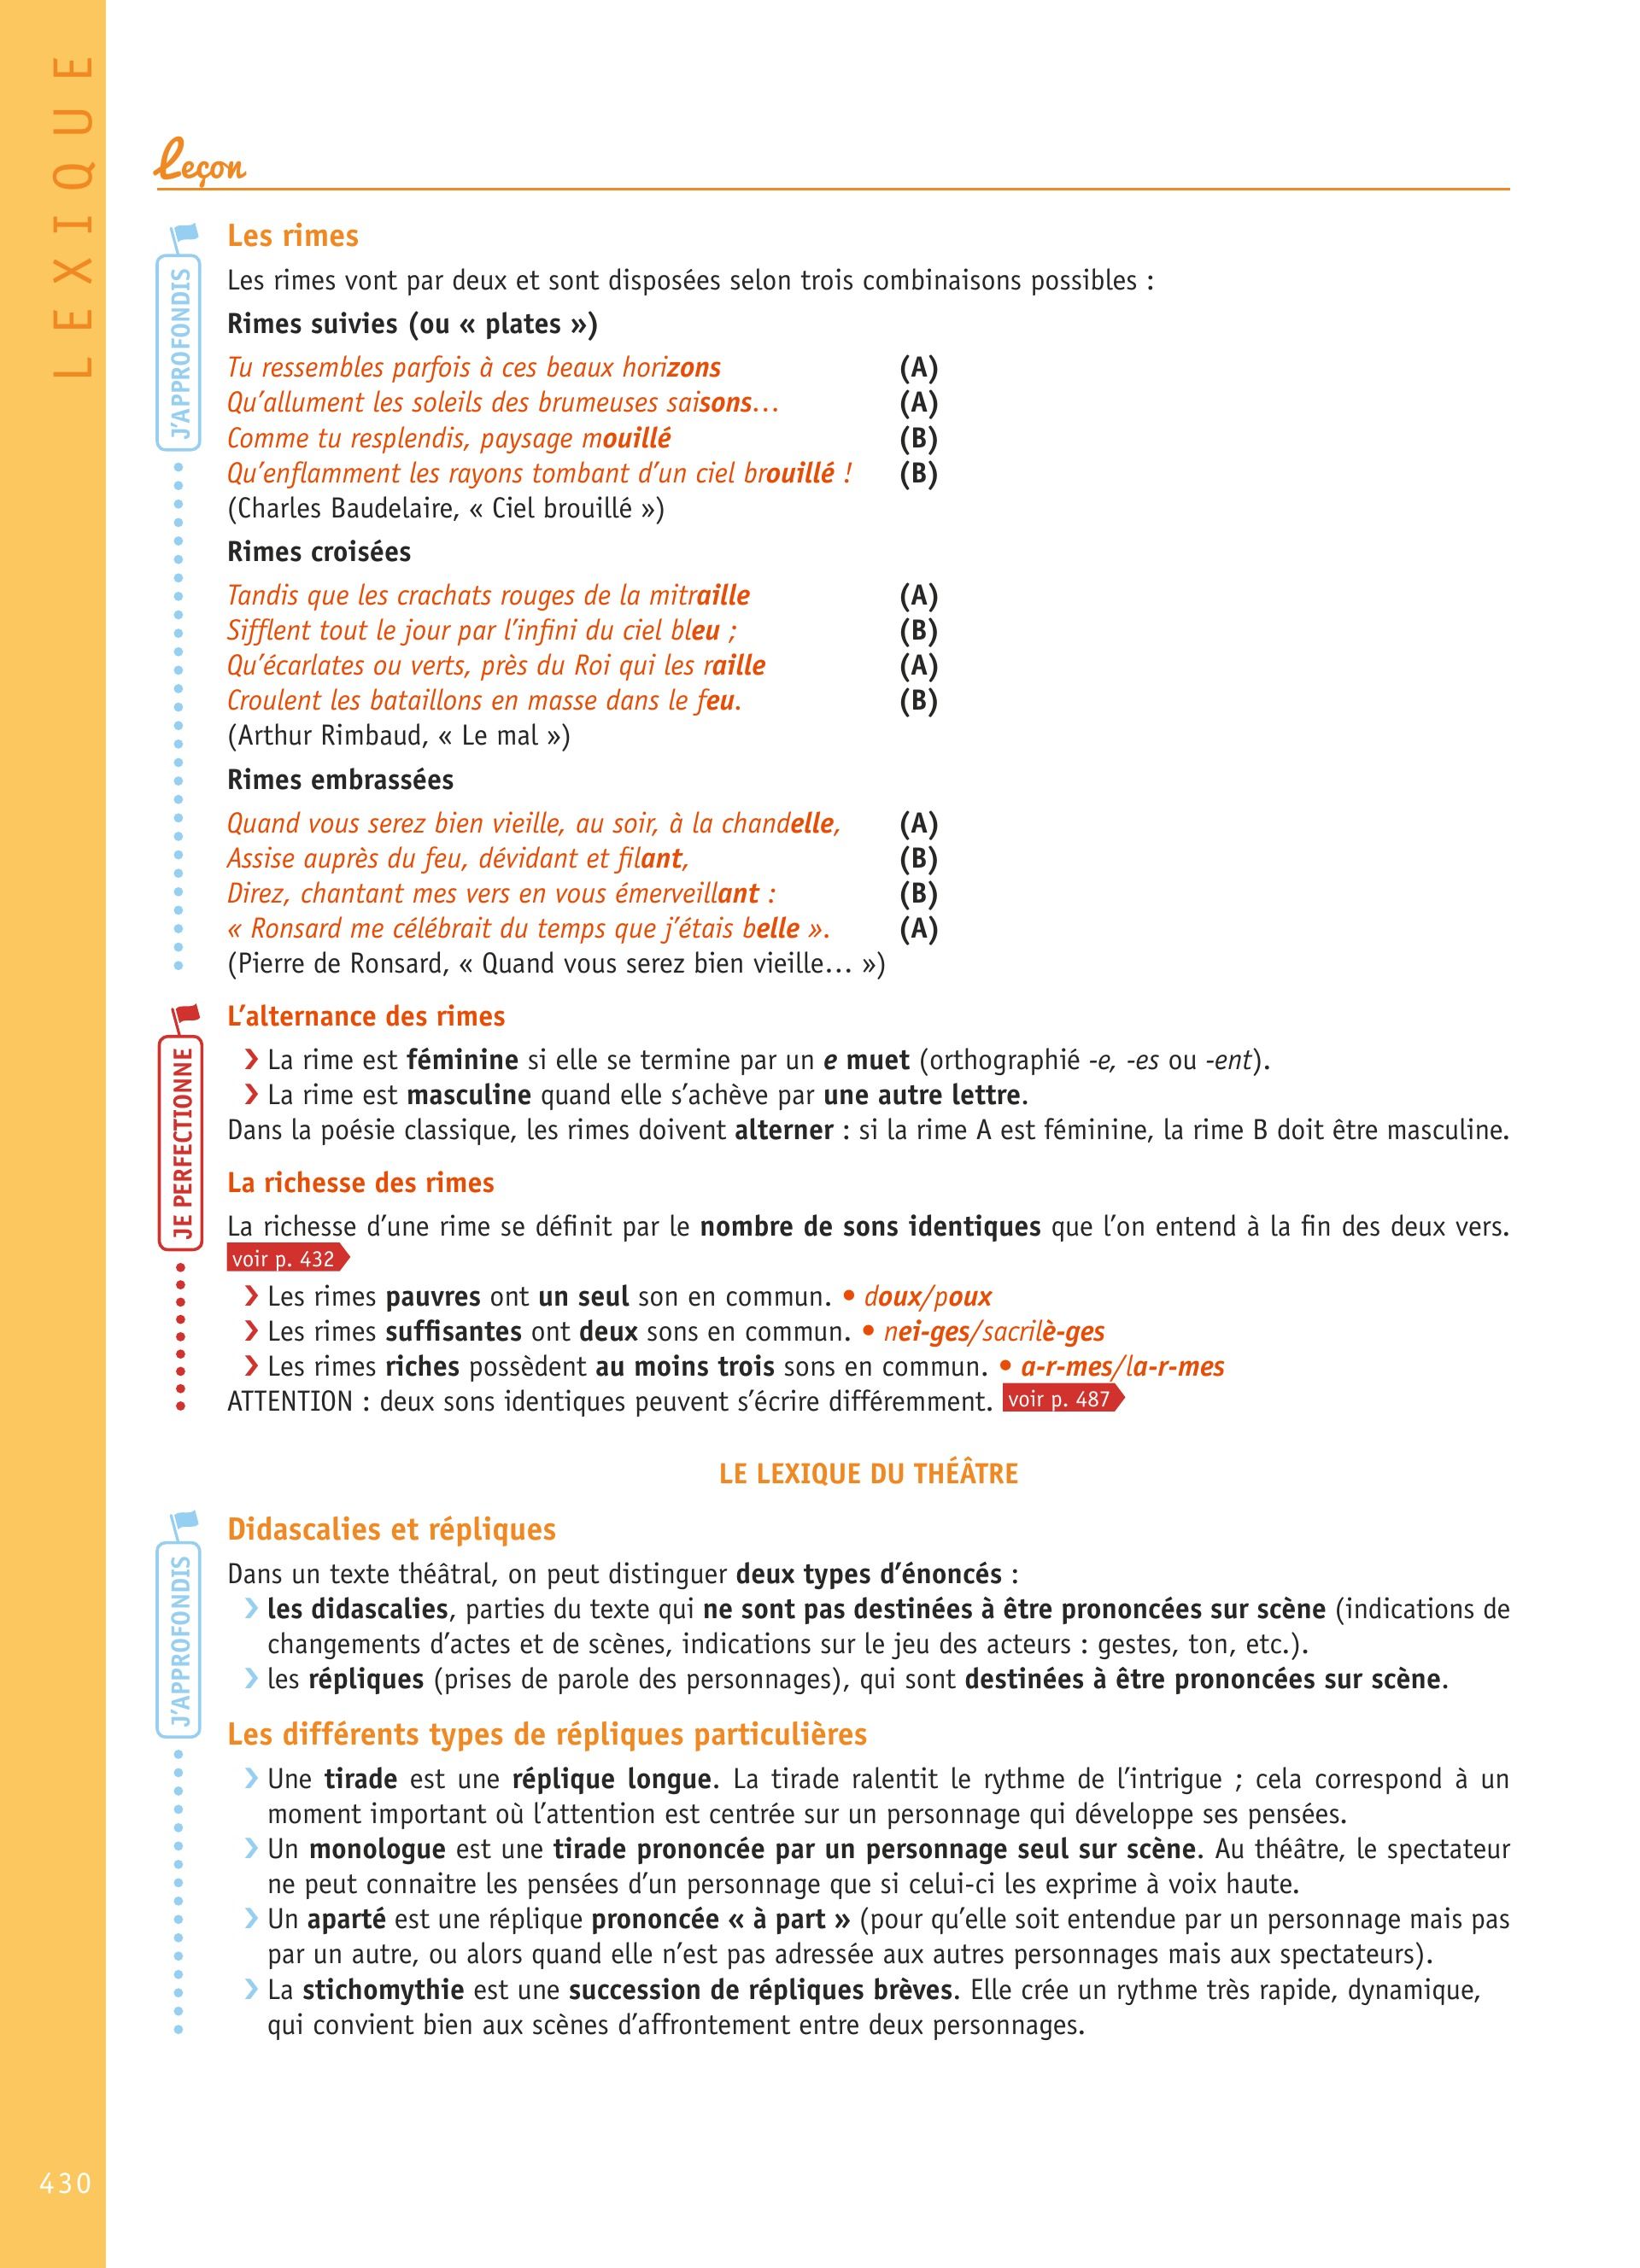 LEXIQUE
Leçon
J'APPROFONDIS
Les rimes
Les rimes vont par deux et sont disposées selon trois combinaisons possibles :
Rimes suivies (ou « plates »)
Tu ressembles parfois à ces beaux horizons (A)
Qu'allument les soleils des brumeuses saisons… (A)
Comme tu resplendis, paysage mouillé (B)
Qu'enflamment les rayons tombant d'un ciel brouillé ! (B)
(Charles Baudelaire, « Ciel brouillé »)
Rimes croisées
Tandis que les crachats rouges de la mitraille (A)
Sifflent tout le jour par l'infini du ciel bleu ; (B)
Qu'écarlates ou verts, près du Roi qui les raille (A)
Croulent les bataillons en masse dans le feu. (B)
(Arthur Rimbaud, « Le mal »)
Rimes embrassées
Quand vous serez bien vieille, au soir, à la chandelle, (A)
Assise auprès du feu, dévidant et filant, (B)
Direz, chantant mes vers en vous émerveillant : (B)
« Ronsard me célébrait du temps que j'étais belle ». (A)
(Pierre de Ronsard, « Quand vous serez bien vieille… »)
JE PERFECTIONNE
L'alternance des rimes
❯ La rime est féminine si elle se termine par un e muet (orthographié -e, -es ou -ent).
❯ La rime est masculine quand elle s'achève par une autre lettre.
Dans la poésie classique, les rimes doivent alterner : si la rime A est féminine, la rime B doit être masculine.
La richesse des rimes
La richesse d'une rime se définit par le nombre de sons identiques que l'on entend à la fin des deux vers.
voir p. 432
❯ Les rimes pauvres ont un seul son en commun. • doux/poux
❯ Les rimes suffisantes ont deux sons en commun. • nei-ges/sacrilè-ges
❯ Les rimes riches possèdent au moins trois sons en commun. • a-r-mes/la-r-mes
ATTENTION : deux sons identiques peuvent s'écrire différemment. voir p. 487
LE LEXIQUE DU THÉÂTRE
J'APPROFONDIS
Didascalies et répliques
Dans un texte théâtral, on peut distinguer deux types d'énoncés :
❯ les didascalies, parties du texte qui ne sont pas destinées à être prononcées sur scène (indications de
changements d'actes et de scènes, indications sur le jeu des acteurs : gestes, ton, etc.).
❯ les répliques (prises de parole des personnages), qui sont destinées à être prononcées sur scène.
Les différents types de répliques particulières
❯ Une tirade est une réplique longue. La tirade ralentit le rythme de l'intrigue ; cela correspond à un
moment important où l'attention est centrée sur un personnage qui développe ses pensées.
❯ Un monologue est une tirade prononcée par un personnage seul sur scène. Au théâtre, le spectateur
ne peut connaitre les pensées d'un personnage que si celui-ci les exprime à voix haute.
❯ Un aparté est une réplique prononcée « à part » (pour qu'elle soit entendue par un personnage mais pas
par un autre, ou alors quand elle n'est pas adressée aux autres personnages mais aux spectateurs).
❯ La stichomythie est une succession de répliques brèves. Elle crée un rythme très rapide, dynamique,
qui convient bien aux scènes d'affrontement entre deux personnages.
430